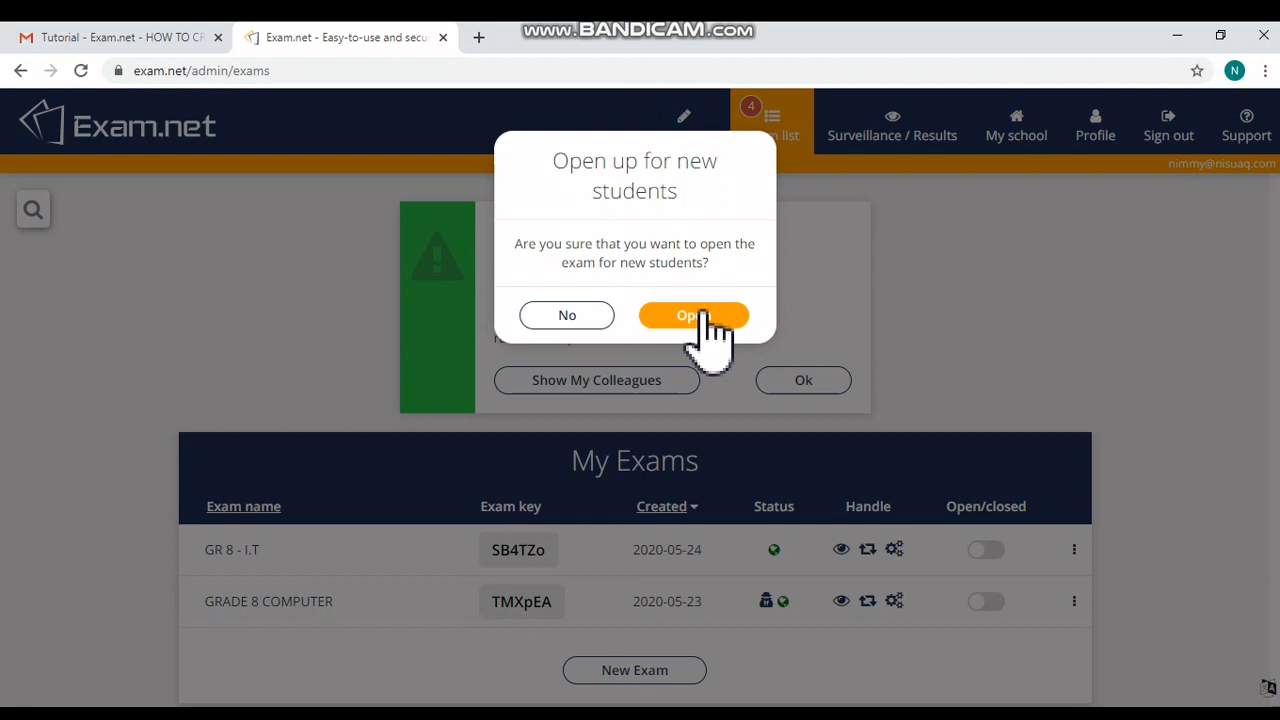 www.BANDICAM.com
Tutorial - Exam.net - HOW TO CR
Exam.net - Easy-to-use and secu
exam.net/admin/exams
N
Exam.net
4
list
Surveillance / Results
My school
Profile
Sign out
Support
nimmy@nisuaq.com
Open up for new
students
Are you sure that you want to open the
exam for new students?
No
Show My Colleagues
Ok
My Exams
Exam name
Exam key
Created
Status
Handle
Open/closed
GR 8 - I.T
SB4TZo
2020-05-24
GRADE 8 COMPUTER
TMXpEA
2020-05-23
New Exam